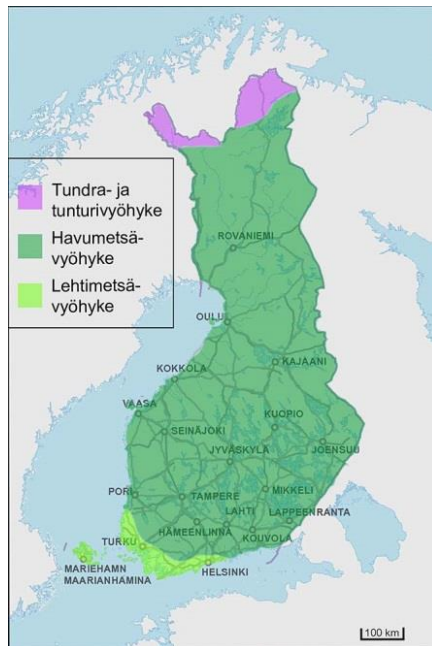 Tundra- ja
tunturivyöhyke
Havumetsä-
vyöhyke
Lehtimetsä-
vyöhyke
ROVANIEMI
OULU
KAJAANI
KOKKOLA
VAASA
KUOPIO
SEINÄJOKI
JOENSUU
JYVÄSKYLÄ
MIKKELI
PORI
TAMPERE
LAHTI
LAPPEENRANTA
HÄMEENLINNA
KOUVOLA
TURKU
HELSINKI
MARIEHAMN
MAARIANHAMINA
100 km